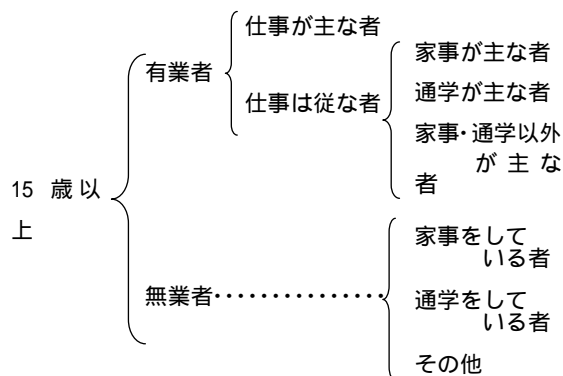 仕事が主な者
有業者
仕事は従な者
家事が主な者
通学が主な者
家事・通学以外
が主な
者
15 歳以
上
無業者・・・・・・・・・・・・・・・
家事をして
いる者
通学をして
いる者
その他